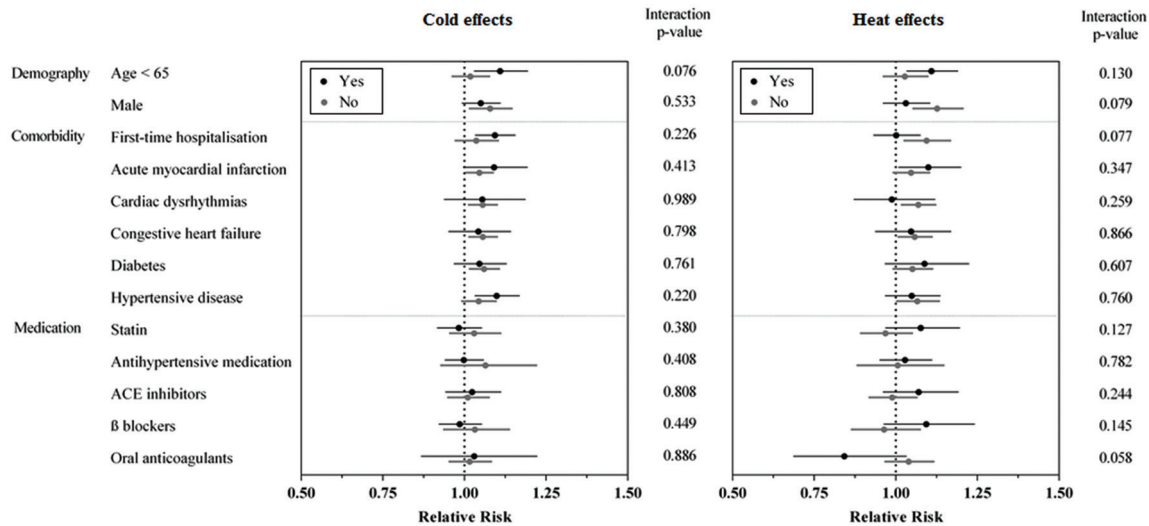 Cold effects Interaction p-value Heat effects Interaction p-value
Yes Yes
No No
Demography Age < 65 0.076 0.130
Male 0.533 0.079
Comorbidity First-time hospitalisation 0.226 0.077
Acute myocardial infarction 0.413 0.347
Cardiac dysrhythmias 0.989 0.259
Congestive heart failure 0.798 0.866
Diabetes 0.761 0.607
Hypertensive disease 0.220 0.760
Medication Statin 0.380 0.127
Antihypertensive medication 0.408 0.782
ACE inhibitors 0.808 0.244
ß blockers 0.449 0.145
Oral anticoagulants 0.886 0.058
0.50 0.75 1.00 1.25 1.50 0.50 0.75 1.00 1.25 1.50
Relative Risk Relative Risk